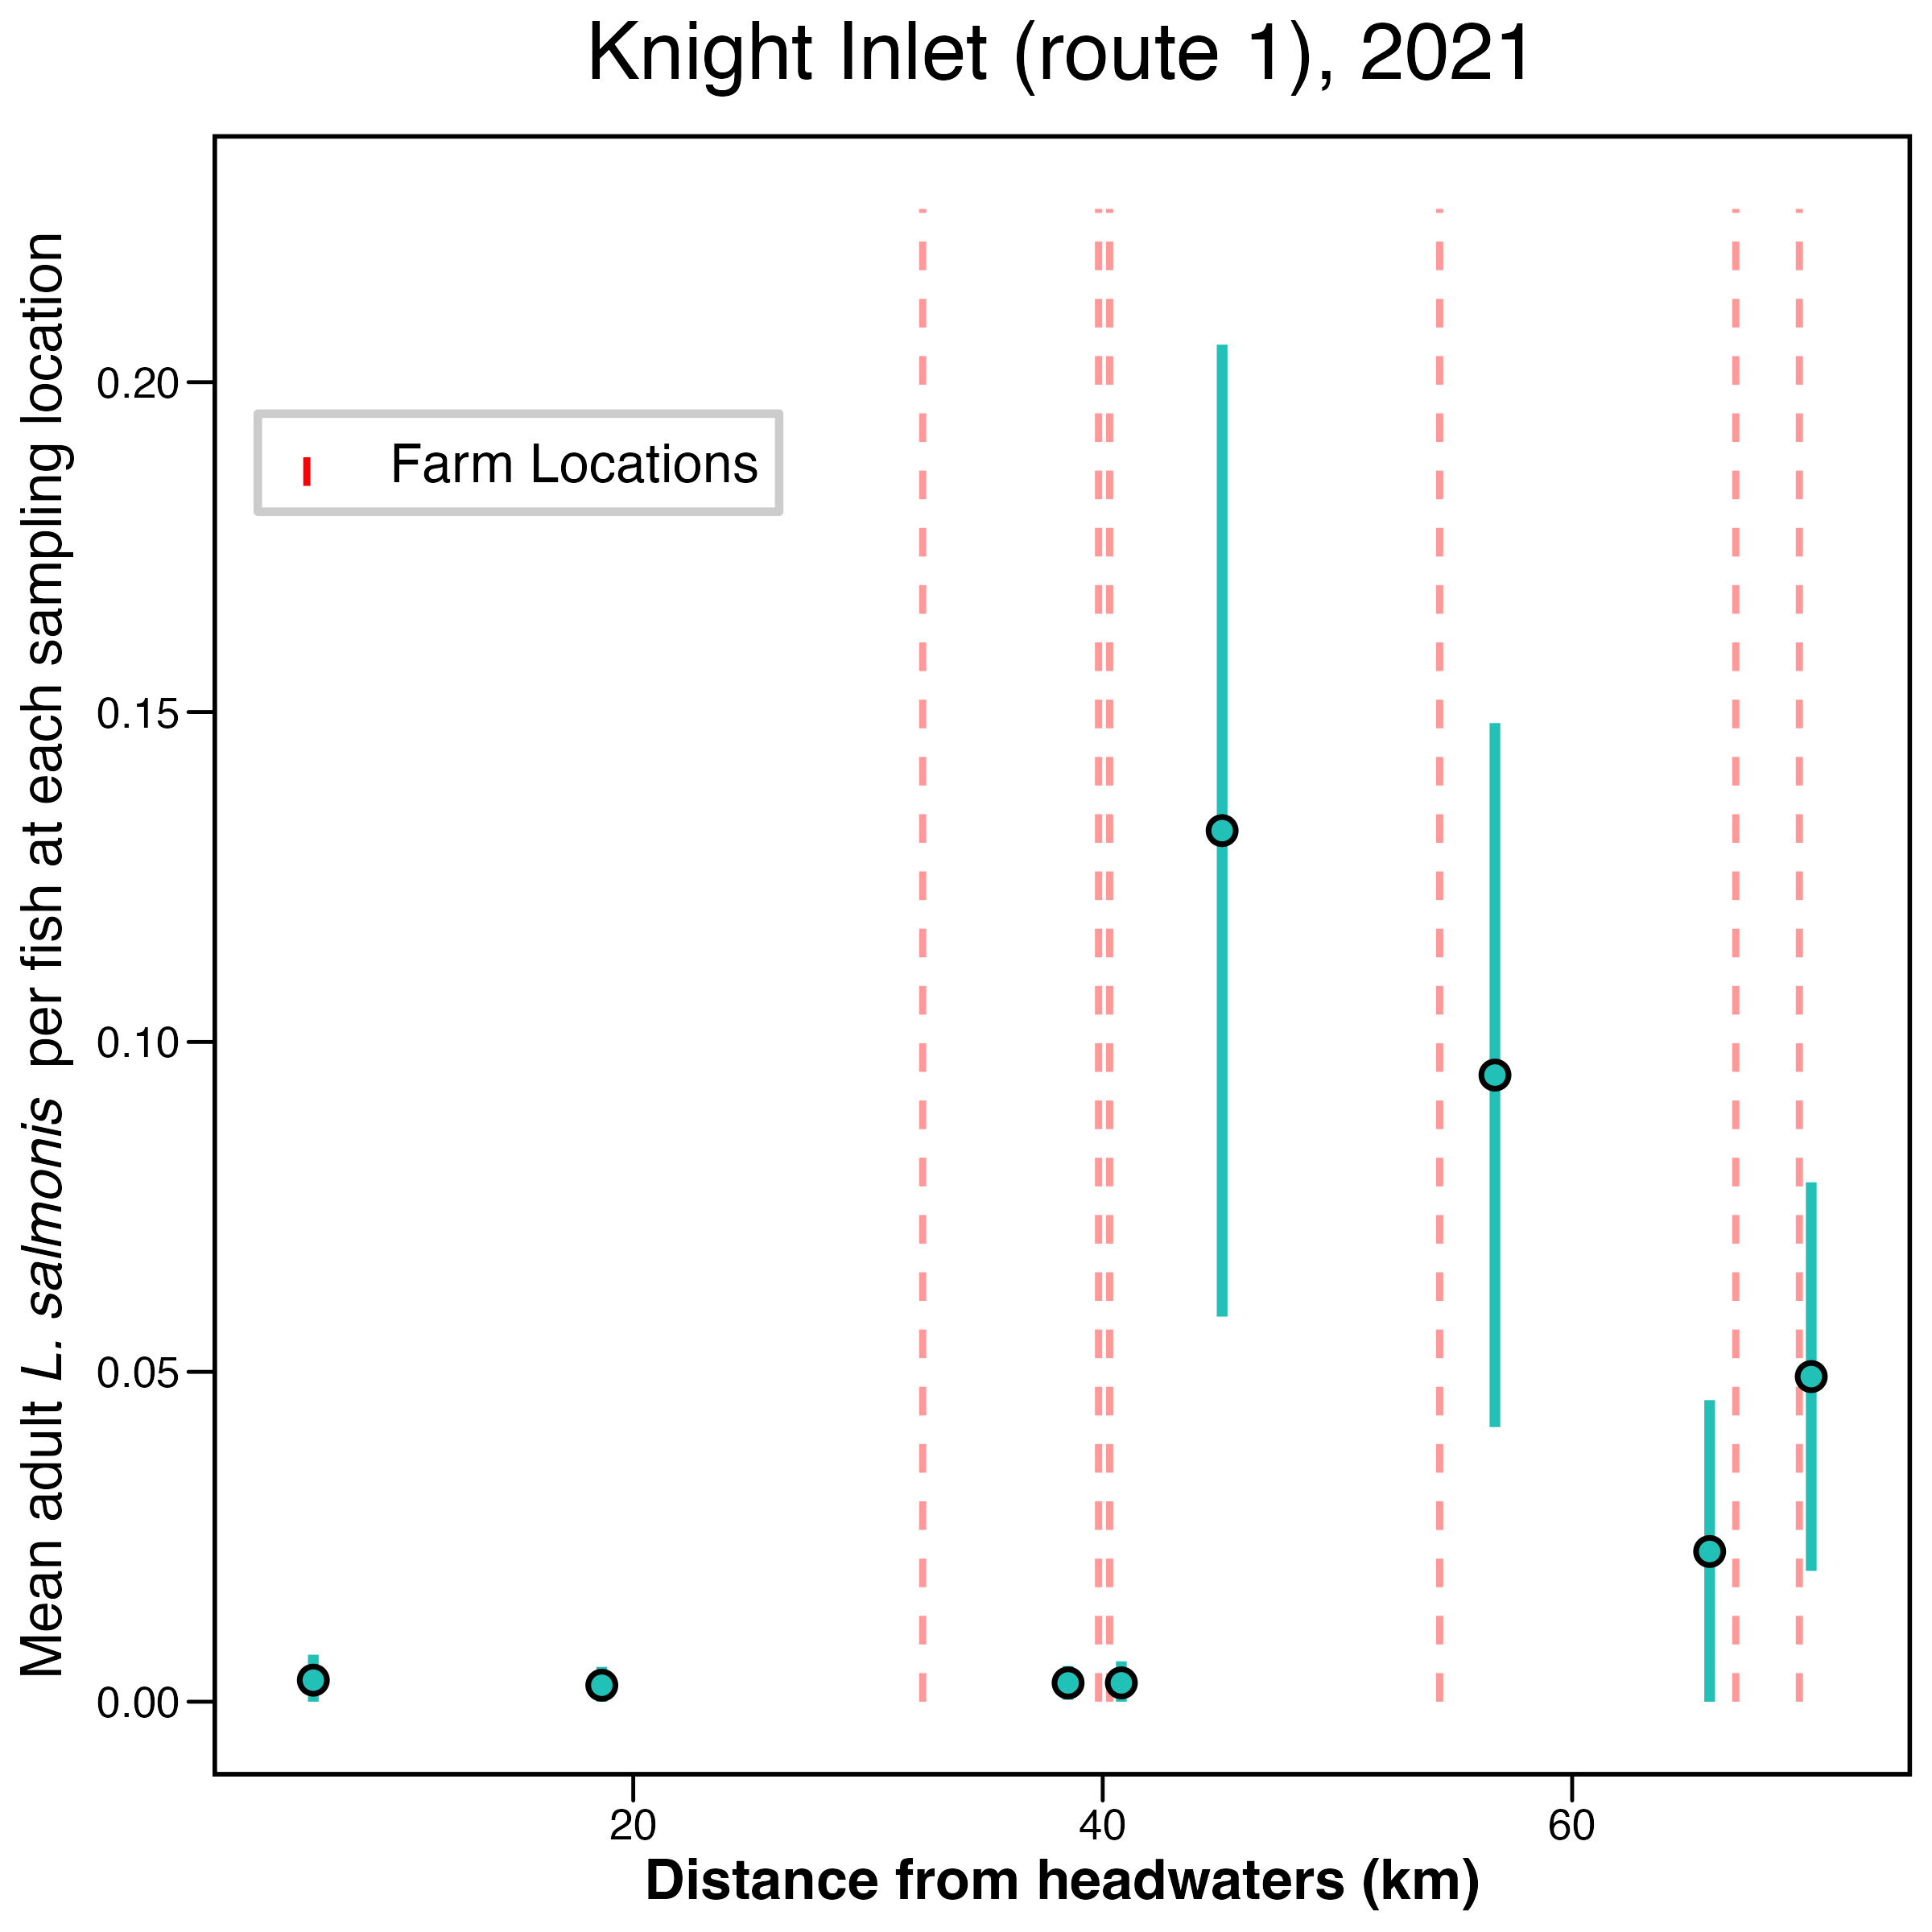 Knight Inlet (route 1), 2021
Mean adult L. salmonis per fish at each sampling location
0.20
0.15
0.10
0.05
0.00
Farm Locations
20
40
60
Distance from headwaters (km)